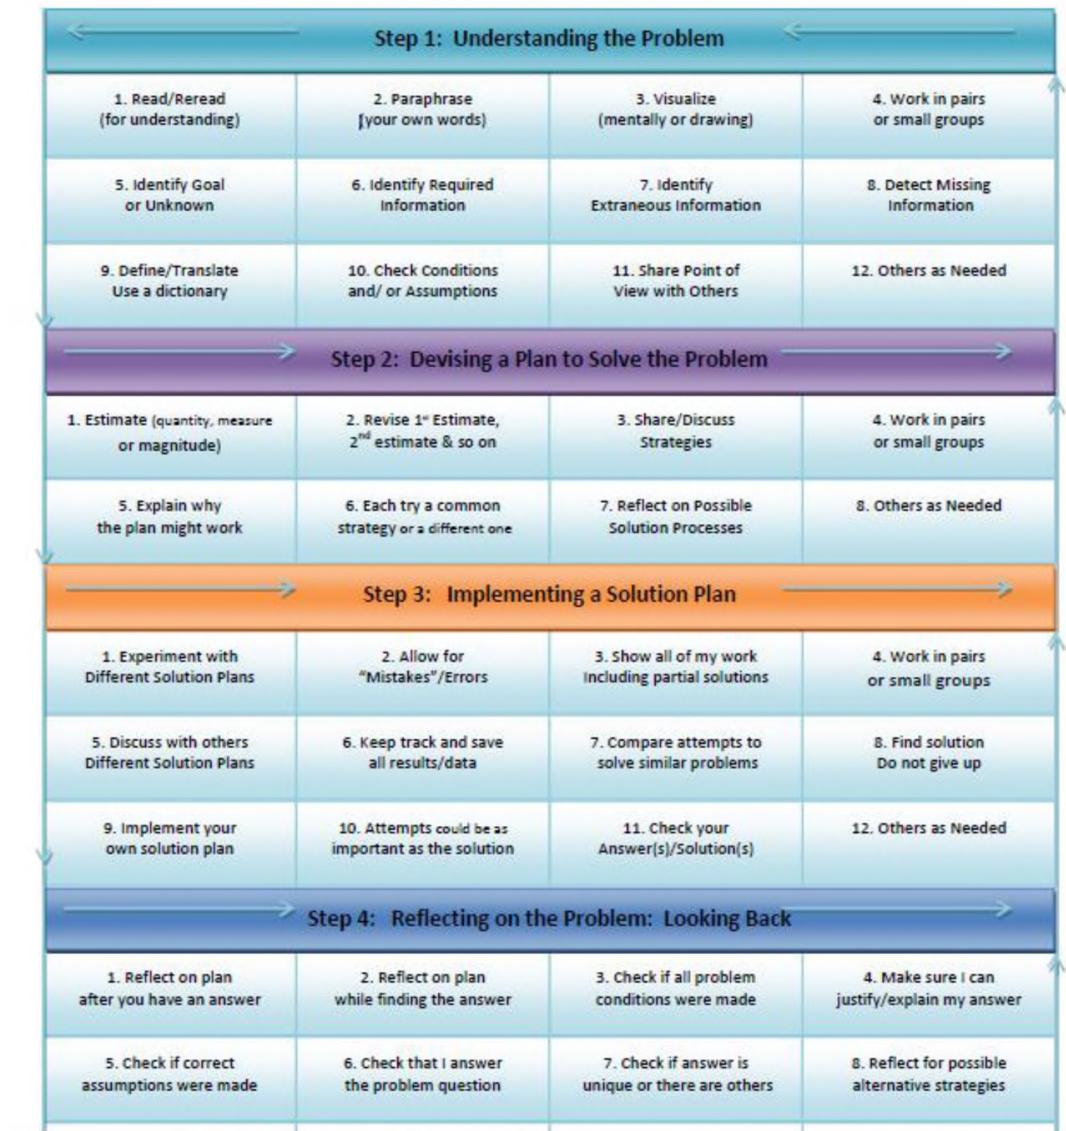 Step 1: Understanding the Problem
1. Read/Reread
(for understanding)
2. Paraphrase
(your own words)
3. Visualize
(mentally or drawing)
4. Work in pairs
or small groups
5. Identify Goal
or Unknown
6. Identify Required
Information
7. Identify
Extraneous Information
8. Detect Missing
Information
9. Define/Translate
Use a dictionary
10. Check Conditions
and/ or Assumptions
11. Share Point of
View with Others
12. Others as Needed
Step 2: Devising a Plan to Solve the Problem
1. Estimate (quantity, measure
or magnitude)
2. Revise 1st Estimate,
2nd estimate & so on
3. Share/Discuss
Strategies
4. Work in pairs
or small groups
5. Explain why
the plan might work
6. Each try a common
strategy or a different one
7. Reflect on Possible
Solution Processes
8. Others as Needed
Step 3: Implementing a Solution Plan
1. Experiment with
Different Solution Plans
2. Allow for
“Mistakes”/Errors
3. Show all of my work
Including partial solutions
4. Work in pairs
or small groups
5. Discuss with others
Different Solution Plans
6. Keep track and save
all results/data
7. Compare attempts to
solve similar problems
8. Find solution
Do not give up
9. Implement your
own solution plan
10. Attempts could be as
important as the solution
11. Check your
Answer(s)/Solution(s)
12. Others as Needed
Step 4: Reflecting on the Problem: Looking Back
1. Reflect on plan
after you have an answer
2. Reflect on plan
while finding the answer
3. Check if all problem
conditions were made
4. Make sure I can
justify/explain my answer
5. Check if correct
assumptions were made
6. Check that I answer
the problem question
7. Check if answer is
unique or there are others
8. Reflect for possible
alternative strategies